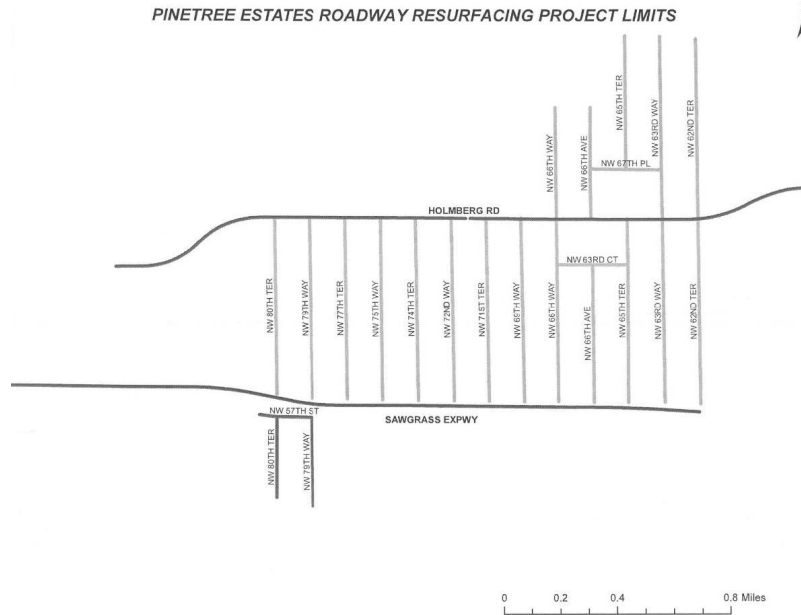 PINETREE ESTATES ROADWAY RESURFACING PROJECT LIMITS
NW 65TH TER
NW 63RD WAY
NW 62ND TER
NW 66TH WAY
NW 66TH AVE
NW 67TH PL
HOLMBERG RD
NW 63RD CT
NW 80TH TER
NW 79TH WAY
NW 77TH TER
NW 75TH WAY
NW 74TH TER
NW 72ND WAY
NW 71ST TER
NW 69TH WAY
NW 66TH WAY
NW 66TH AVE
NW 65TH TER
NW 63RD WAY
NW 62ND TER
NW 57TH ST
SAWGRASS EXPWY
NW 80TH TER
NW 79TH WAY
0 0.2 0.4 0.8 Miles